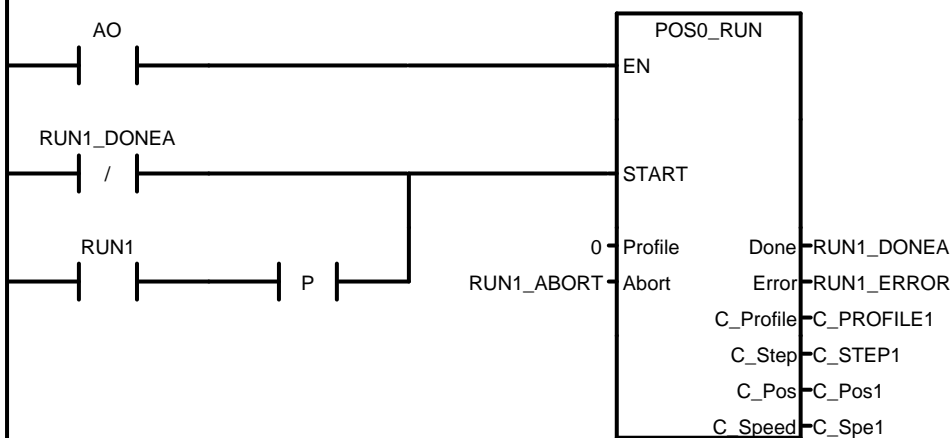 AO
POS0_RUN
EN
RUN1_DONEA
/
START
RUN1
P
0 Profile Done RUN1_DONEA
RUN1_ABORT Abort Error RUN1_ERROR
C_Profile C_PROFILE1
C_Step C_STEP1
C_Pos C_Pos1
C_Speed C_Spe1